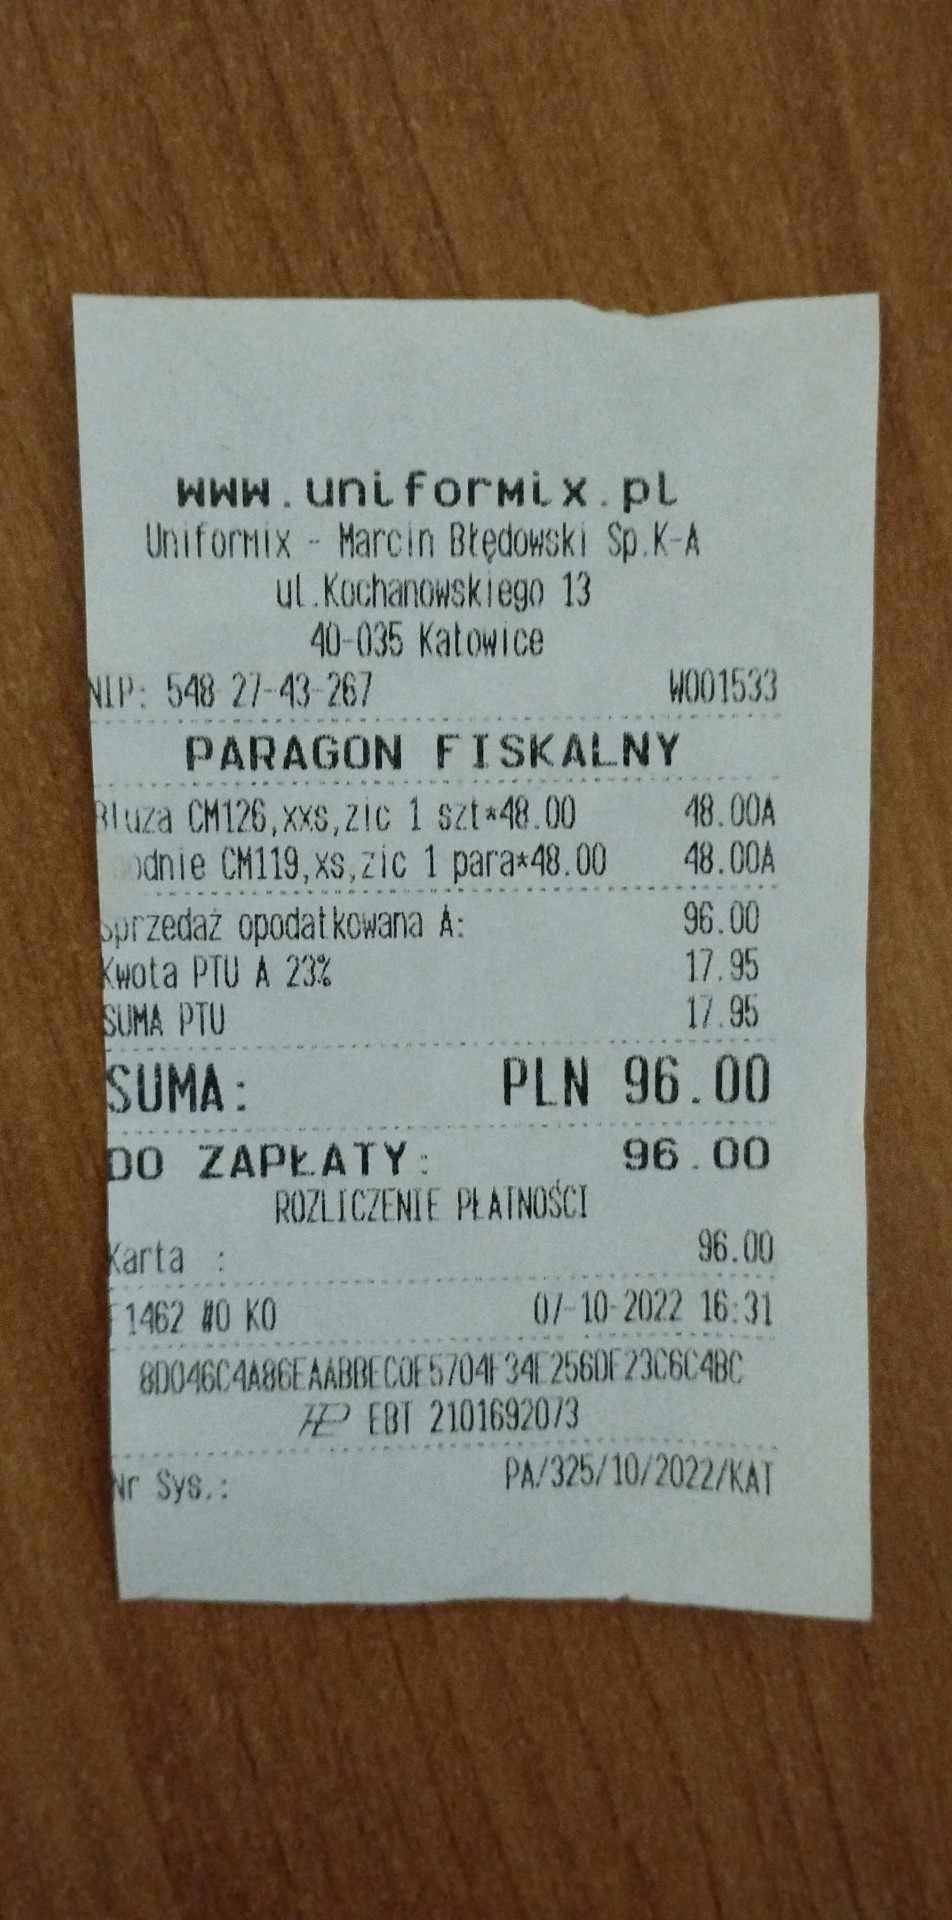 www.uniformix.pl
Uniformix - Marcin Błędowski Sp.K-A
ul.Kochanowskiego 13
40-035 Katowice
NIP: 548-27-43-267 W001533
PARAGON FISKALNY
Bluza CM126,xxs,zic 1 szt*48.00 48.00A
odnie CM119,xs,zic 1 para*48.00 48.00A
Sprzedaż opodatkowana A: 96.00
Kwota PTU A 23% 17.95
SUMA PTU 17.95
SUMA: PLN 96.00
DO ZAPŁATY: 96.00
ROZLICZENIE PŁATNOŚCI
Karta : 96.00
F1462 #0 KO 07-10-2022 16:31
8D046C4A86EAABBEC0F5704F34E256DF23C6C4BC
EBT 2101692073
Nr Sys.: PA/325/10/2022/KAT